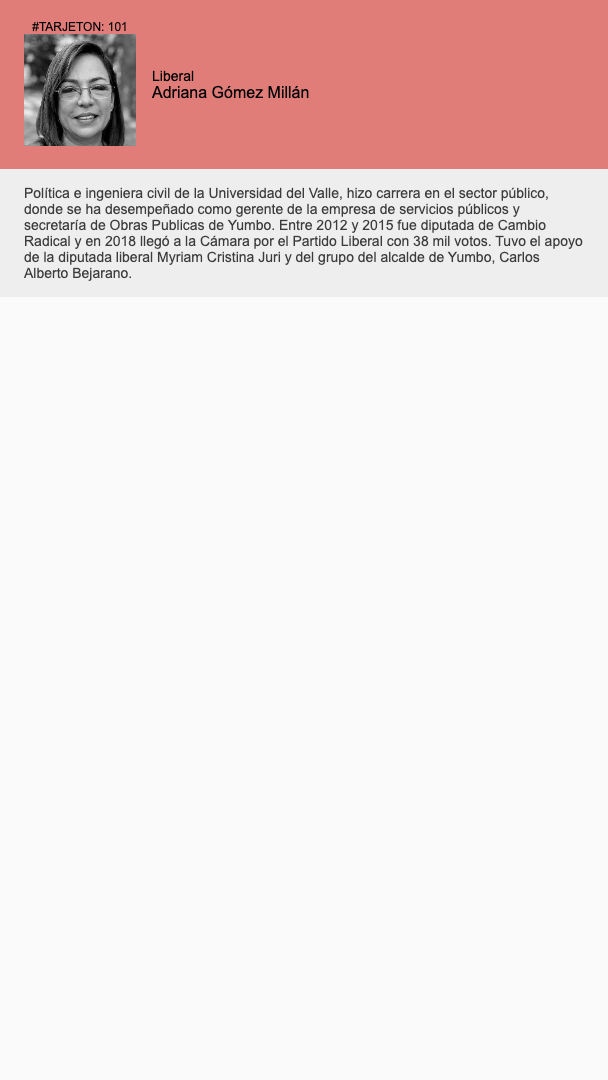 #TARJETON: 101
Liberal
Adriana Gómez Millán
Política e ingeniera civil de la Universidad del Valle, hizo carrera en el sector público,
donde se ha desempeñado como gerente de la empresa de servicios públicos y
secretaría de Obras Publicas de Yumbo. Entre 2012 y 2015 fue diputada de Cambio
Radical y en 2018 llegó a la Cámara por el Partido Liberal con 38 mil votos. Tuvo el apoyo
de la diputada liberal Myriam Cristina Juri y del grupo del alcalde de Yumbo, Carlos
Alberto Bejarano.